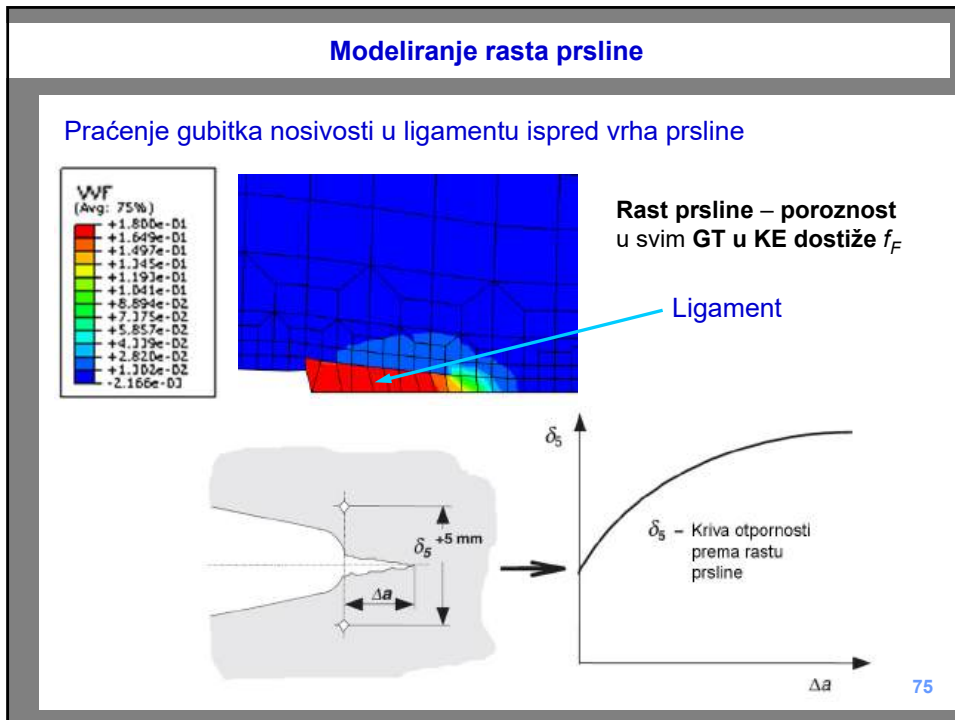 Modeliranje rasta prsline
Praćenje gubitka nosivosti u ligamentu ispred vrha prsline
VVF
(Avg: 75%)
+1.800e-01
+1.649e-01
+1.497e-01
+1.345e-01
+1.193e-01
+1.041e-01
+8.894e-02
+7.375e-02
+5.857e-02
+4.339e-02
+2.820e-02
+1.302e-02
-2.166e-03
Rast prsline – poroznost
u svim GT u KE dostiže f_F
Ligament
δ₅ +5 mm
Δa
δ₅
δ₅ – Kriva otpornosti
prema rastu
prsline
Δa
75